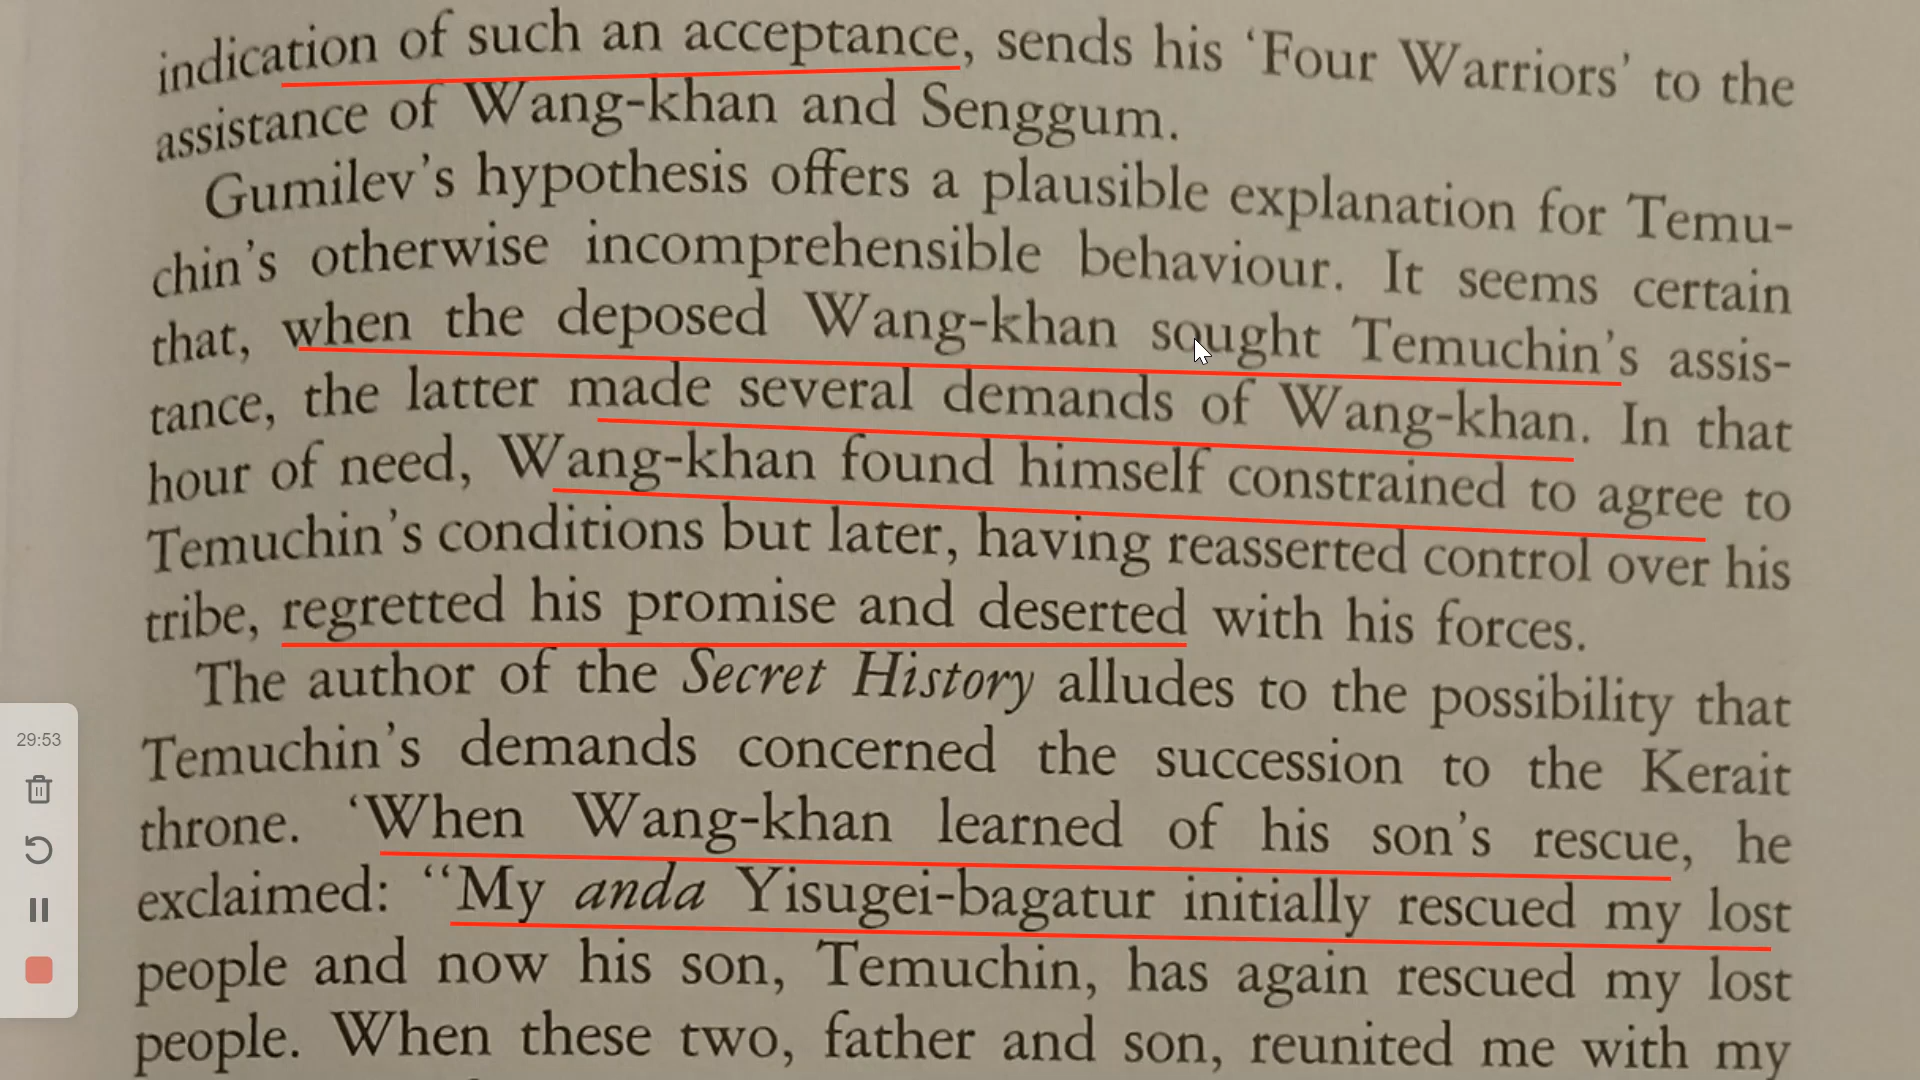 indication of such an acceptance, sends his ‘Four Warriors’ to the
assistance of Wang-khan and Senggum.
Gumilev’s hypothesis offers a plausible explanation for Temu-
chin’s otherwise incomprehensible behaviour. It seems certain
that, when the deposed Wang-khan sought Temuchin’s assis-
tance, the latter made several demands of Wang-khan. In that
hour of need, Wang-khan found himself constrained to agree to
Temuchin’s conditions but later, having reasserted control over his
tribe, regretted his promise and deserted with his forces.
The author of the Secret History alludes to the possibility that
Temuchin’s demands concerned the succession to the Kerait
throne. ‘When Wang-khan learned of his son’s rescue, he
exclaimed: “My anda Yisugei-bagatur initially rescued my lost
people and now his son, Temuchin, has again rescued my lost
people. When these two, father and son, reunited me with my
29:53